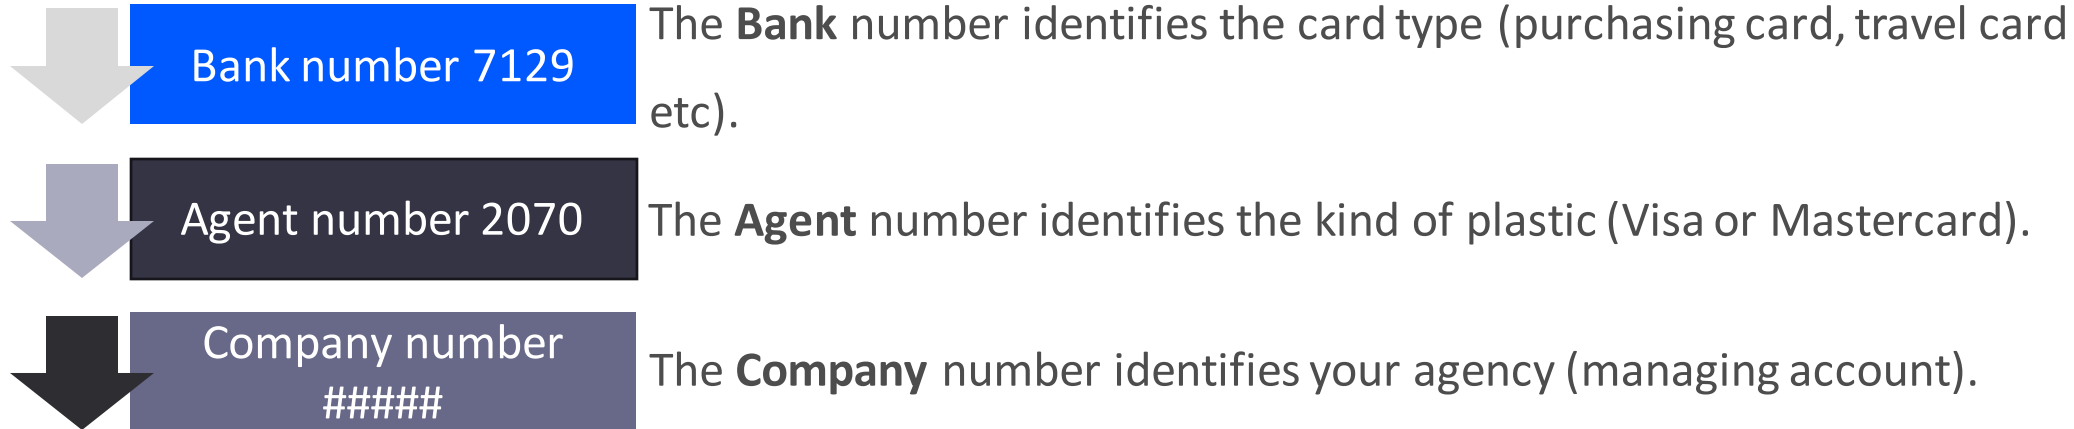 Bank number 7129
The Bank number identifies the card type (purchasing card, travel card
etc).
Agent number 2070
The Agent number identifies the kind of plastic (Visa or Mastercard).
Company number
#####
The Company number identifies your agency (managing account).